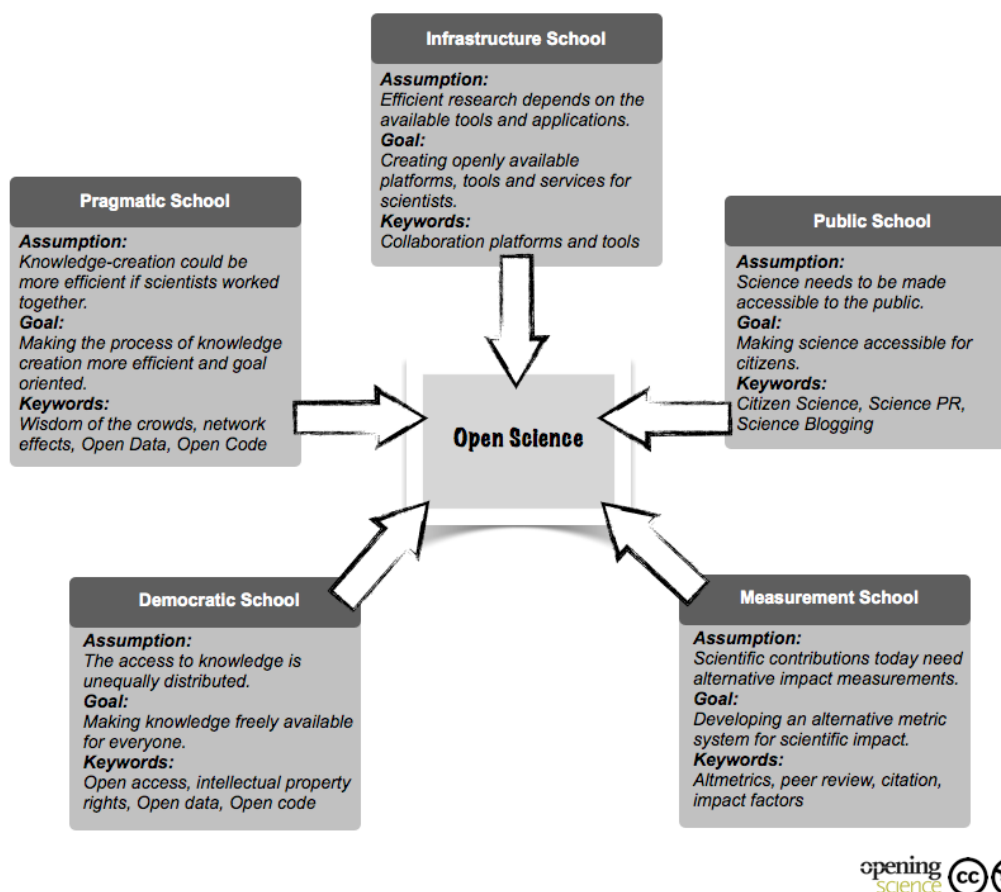 Infrastructure School
Assumption:
Efficient research depends on the
available tools and applications.
Goal:
Creating openly available
platforms, tools and services for
scientists.
Keywords:
Collaboration platforms and tools
Pragmatic School
Assumption:
Knowledge-creation could be
more efficient if scientists worked
together.
Goal:
Making the process of knowledge
creation more efficient and goal
oriented.
Keywords:
Wisdom of the crowds, network
effects, Open Data, Open Code
Public School
Assumption:
Science needs to be made
accessible to the public.
Goal:
Making science accessible for
citizens.
Keywords:
Citizen Science, Science PR,
Science Blogging
Open Science
Democratic School
Assumption:
The access to knowledge is
unequally distributed.
Goal:
Making knowledge freely available
for everyone.
Keywords:
Open access, intellectual property
rights, Open data, Open code
Measurement School
Assumption:
Scientific contributions today need
alternative impact measurements.
Goal:
Developing an alternative metric
system for scientific impact.
Keywords:
Altmetrics, peer review, citation,
impact factors
opening
science
cc